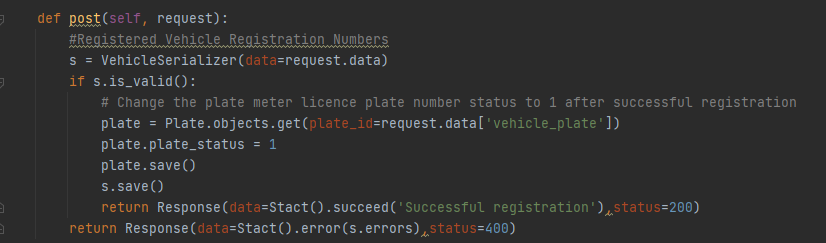 def post(self, request):
#Registered Vehicle Registration Numbers
s = VehicleSerializer(data=request.data)
if s.is_valid():
# Change the plate meter licence plate number status to 1 after successful registration
plate = Plate.objects.get(plate_id=request.data['vehicle_plate'])
plate.plate_status = 1
plate.save()
s.save()
return Response(data=Stact().succeed('Successful registration'),status=200)
return Response(data=Stact().error(s.errors),status=400)